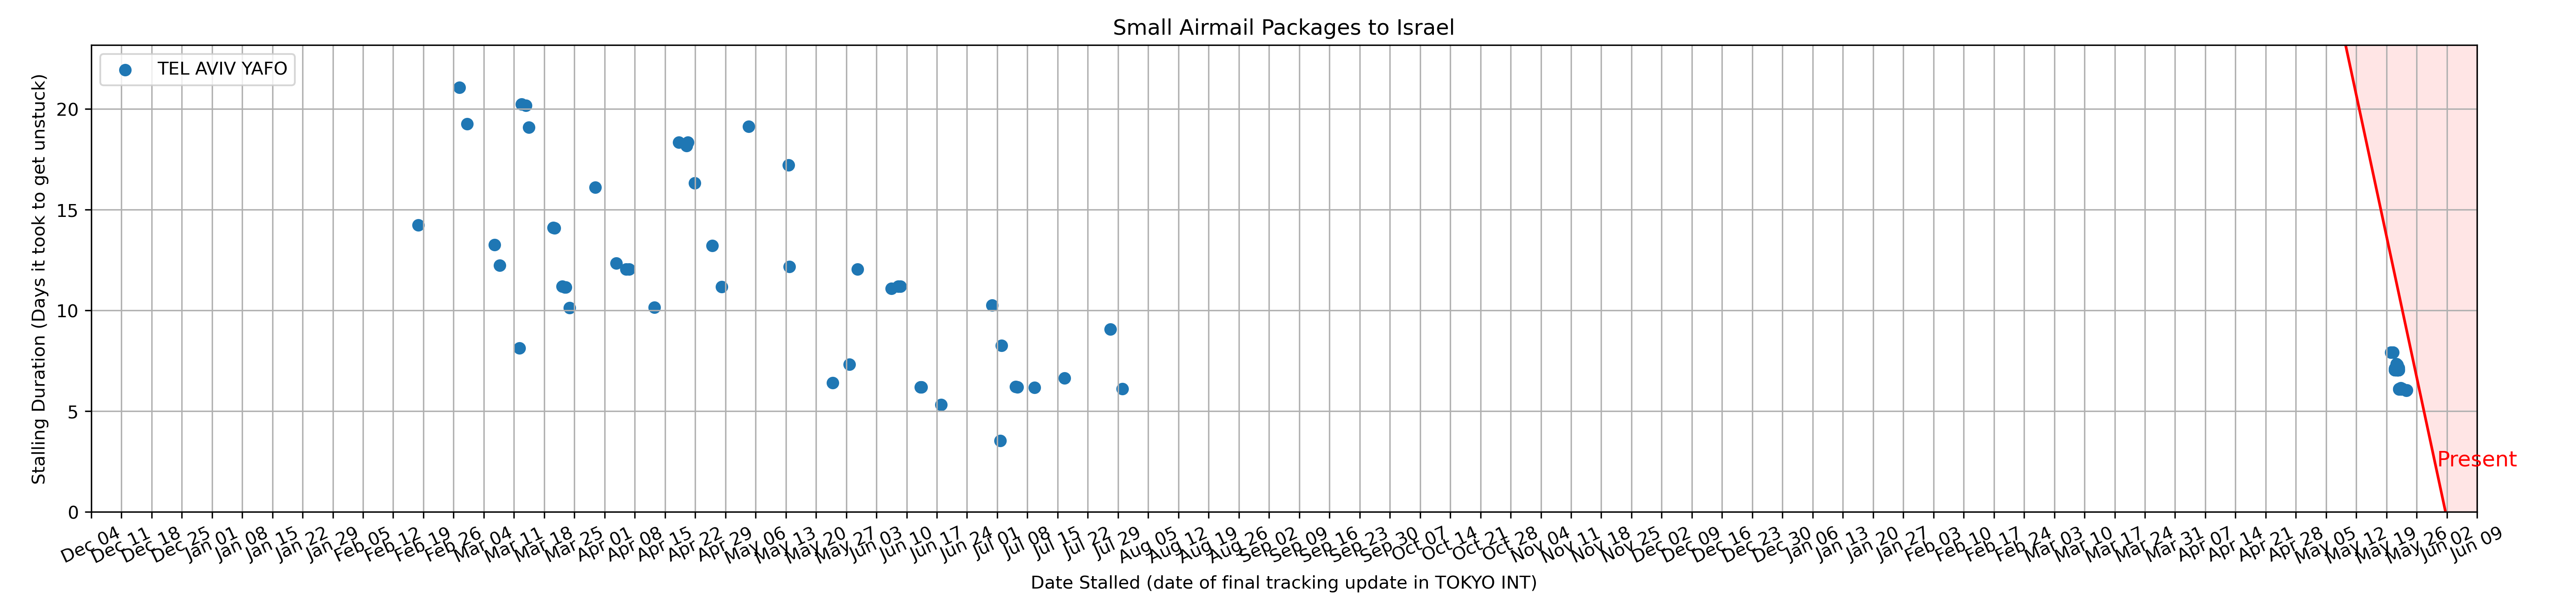 Small Airmail Packages to Israel
TEL AVIV YAFO
Stalling Duration (Days it took to get unstuck)
20
15
10
5
0
Present
Dec 04
Dec 11
Dec 18
Dec 25
Jan 01
Jan 08
Jan 15
Jan 22
Jan 29
Feb 05
Feb 12
Feb 19
Feb 26
Mar 04
Mar 11
Mar 18
Mar 25
Apr 01
Apr 08
Apr 15
Apr 22
Apr 29
May 06
May 13
May 20
May 27
Jun 03
Jun 10
Jun 17
Jun 24
Jul 01
Jul 08
Jul 15
Jul 22
Jul 29
Aug 05
Aug 12
Aug 19
Aug 26
Sep 02
Sep 09
Sep 16
Sep 23
Sep 30
Oct 07
Oct 14
Oct 21
Oct 28
Nov 04
Nov 11
Nov 18
Nov 25
Dec 02
Dec 09
Dec 16
Dec 23
Dec 30
Jan 06
Jan 13
Jan 20
Jan 27
Feb 03
Feb 10
Feb 17
Feb 24
Mar 03
Mar 10
Mar 17
Mar 24
Mar 31
Apr 07
Apr 14
Apr 21
Apr 28
May 05
May 12
May 19
May 26
Jun 02
Jun 09
Date Stalled (date of final tracking update in TOKYO INT)